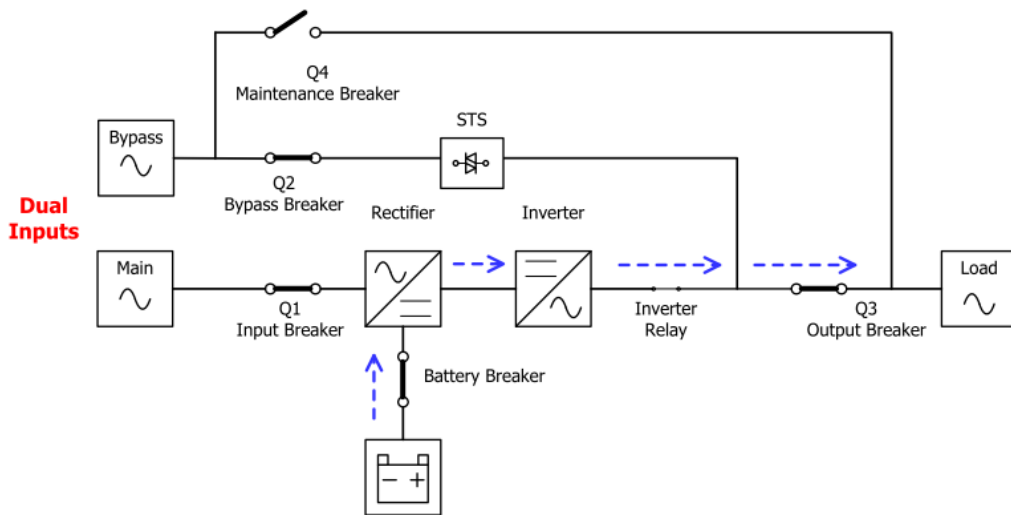 Q4
Maintenance Breaker
STS
Bypass
Q2
Bypass Breaker
Dual
Inputs
Rectifier
Inverter
Main
Load
Q1
Input Breaker
Inverter
Relay
Q3
Output Breaker
Battery Breaker
− +